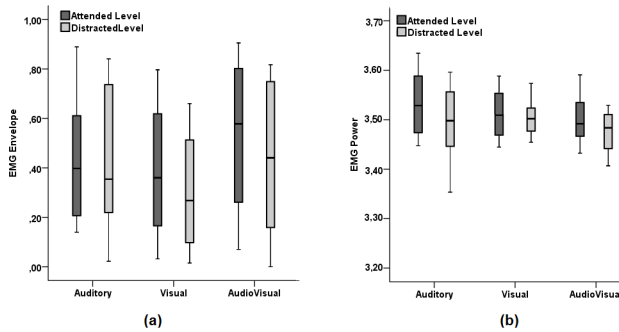 Attended Level
DistractedLevel
1,00
,80
,60
,40
,20
,00
EMG Envelope
Auditory Visual AudioVisual
(a)
Attended Level
Distracted Level
3,70
3,60
3,50
3,40
3,30
3,20
EMG Power
Auditory Visual AudioVisual
(b)